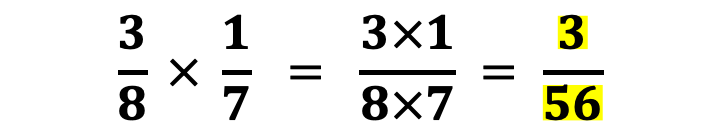 3/8 × 1/7 = 3×1/8×7 = 3/56